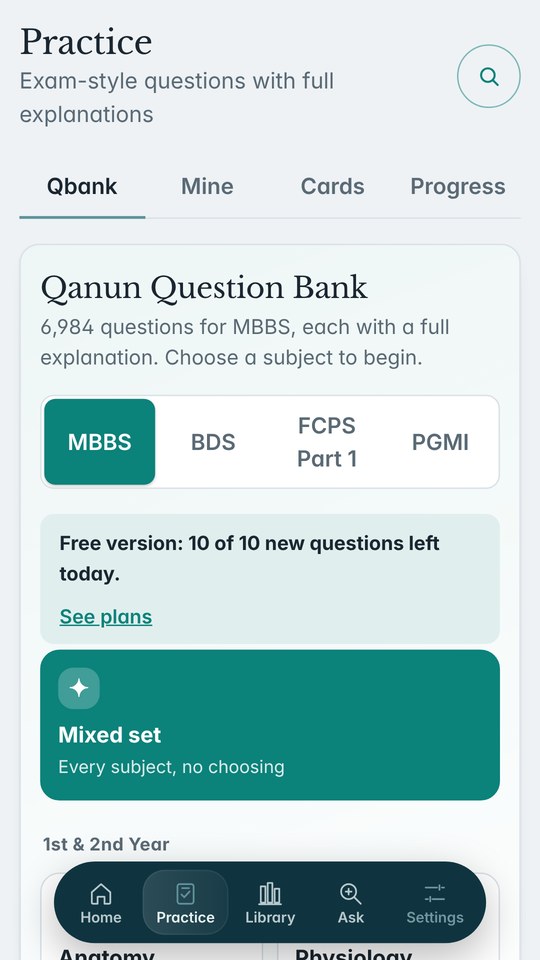 Practice
Exam-style questions with full
explanations
Qbank
Mine
Cards
Progress
Qanun Question Bank
6,984 questions for MBBS, each with a full
explanation. Choose a subject to begin.
MBBS
BDS
FCPS
Part 1
PGMI
Free version: 10 of 10 new questions left
today.
See plans
Mixed set
Every subject, no choosing
1st & 2nd Year
Anatomy
Physiology
Home
Practice
Library
Ask
Settings